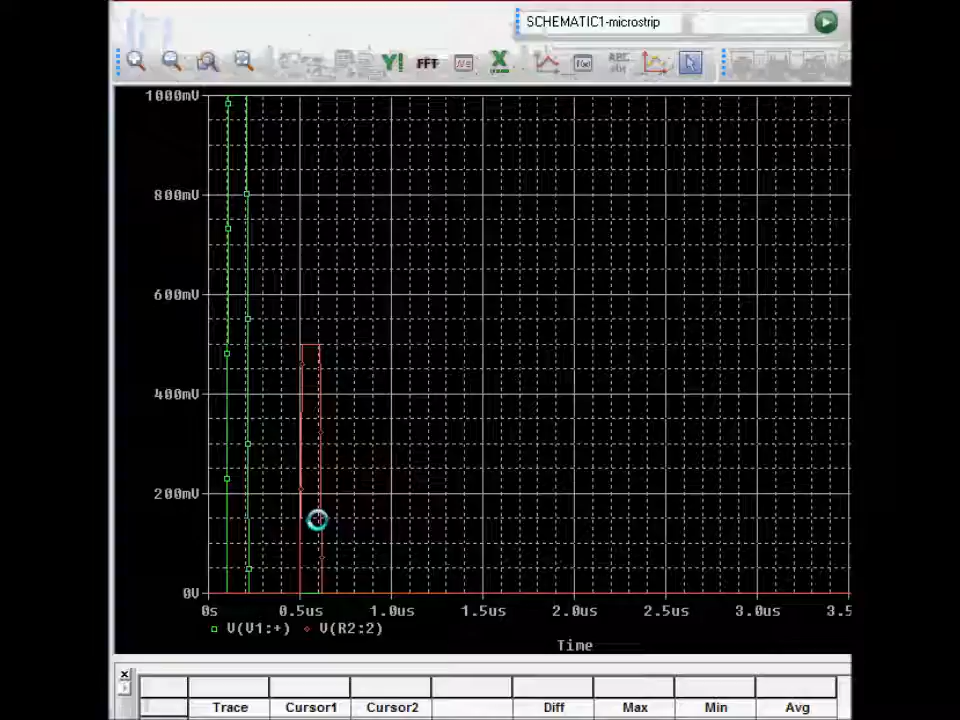 SCHEMATIC1-microstrip
FFT
1000mV
800mV
600mV
400mV
200mV
0V
0s 0.5us 1.0us 1.5us 2.0us 2.5us 3.0us 3.5
V(V1:+) V(R2:2)
Time
Trace Cursor1 Cursor2 Diff Max Min Avg